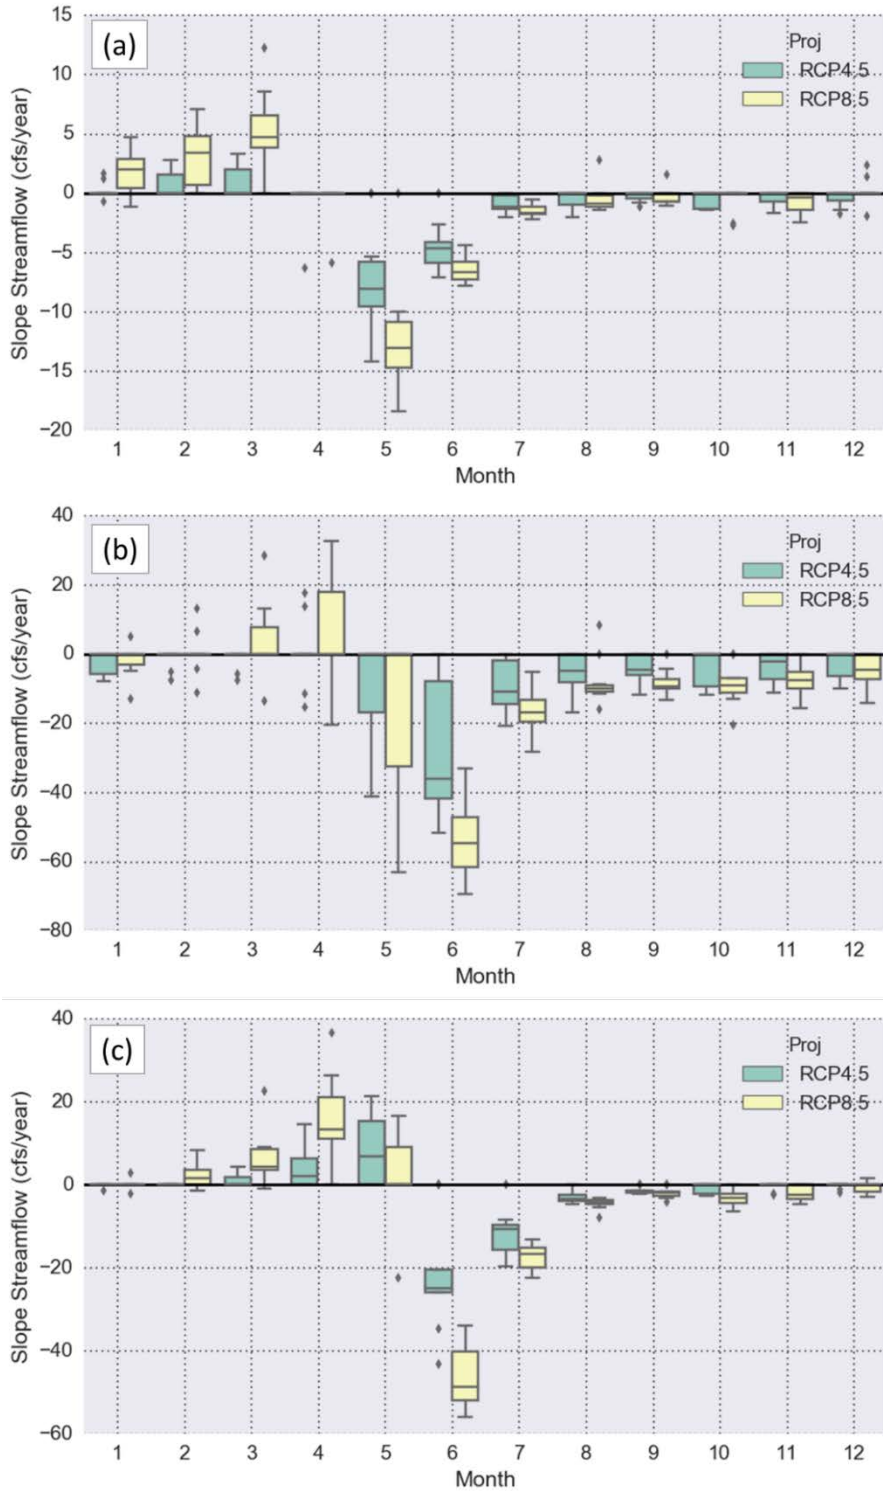 (a)
Proj
RCP4.5
RCP8.5
Slope Streamflow (cfs/year)
15
10
5
0
−5
−10
−15
−20
1 2 3 4 5 6 7 8 9 10 11 12
Month
(b)
Proj
RCP4.5
RCP8.5
Slope Streamflow (cfs/year)
40
20
0
−20
−40
−60
−80
1 2 3 4 5 6 7 8 9 10 11 12
Month
(c)
Proj
RCP4.5
RCP8.5
Slope Streamflow (cfs/year)
40
20
0
−20
−40
−60
1 2 3 4 5 6 7 8 9 10 11 12
Month